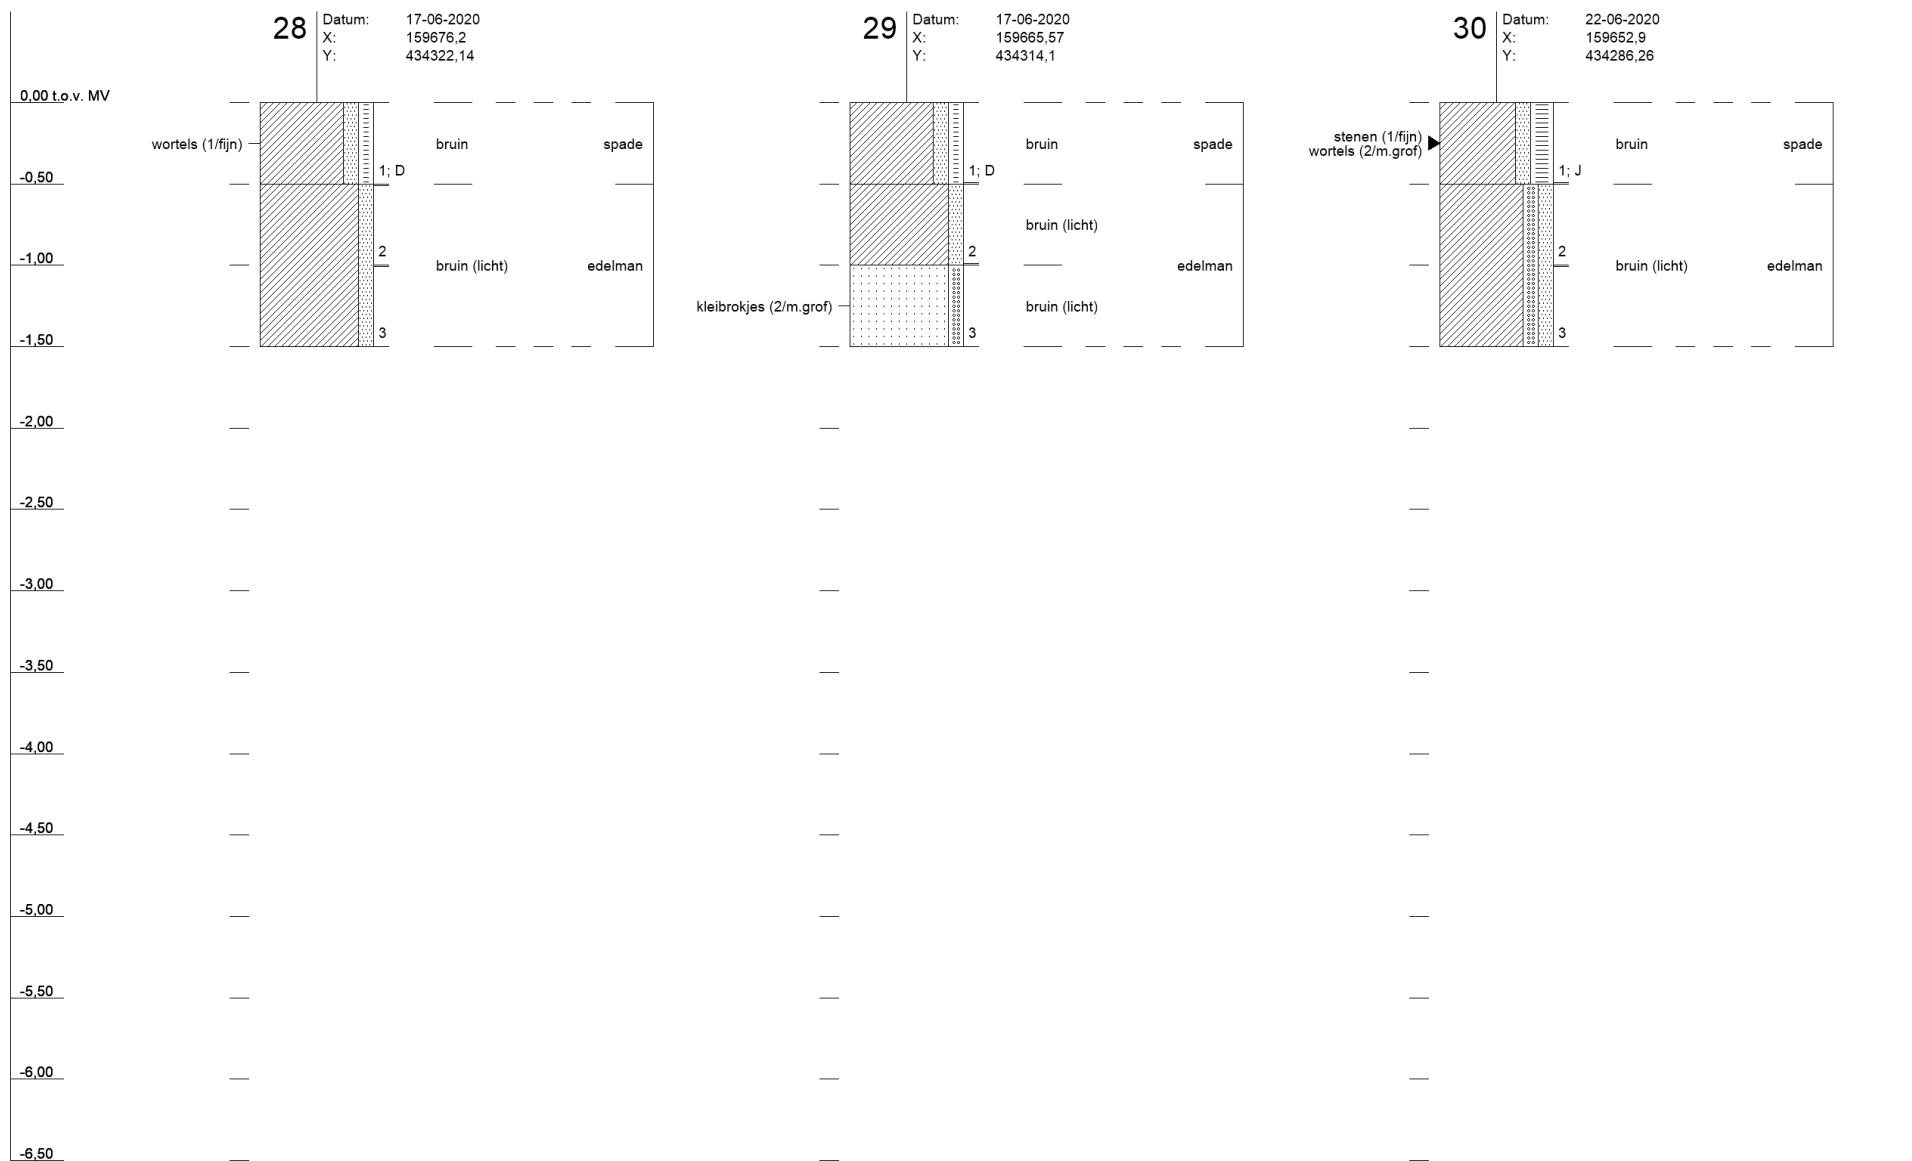 28
Datum: 17-06-2020
X: 159676,2
Y: 434322,14
29
Datum: 17-06-2020
X: 159665,57
Y: 434314,1
30
Datum: 22-06-2020
X: 159652,9
Y: 434286,26
0,00 t.o.v. MV
-0,50
-1,00
-1,50
-2,00
-2,50
-3,00
-3,50
-4,00
-4,50
-5,00
-5,50
-6,00
-6,50
wortels (1/fijn)
1; D
bruin
spade
2
bruin (licht)
edelman
3
1; D
bruin
spade
bruin (licht)
2
edelman
kleibrokjes (2/m.grof)
bruin (licht)
3
stenen (1/fijn)
wortels (2/m.grof)
1; J
bruin
spade
2
bruin (licht)
edelman
3